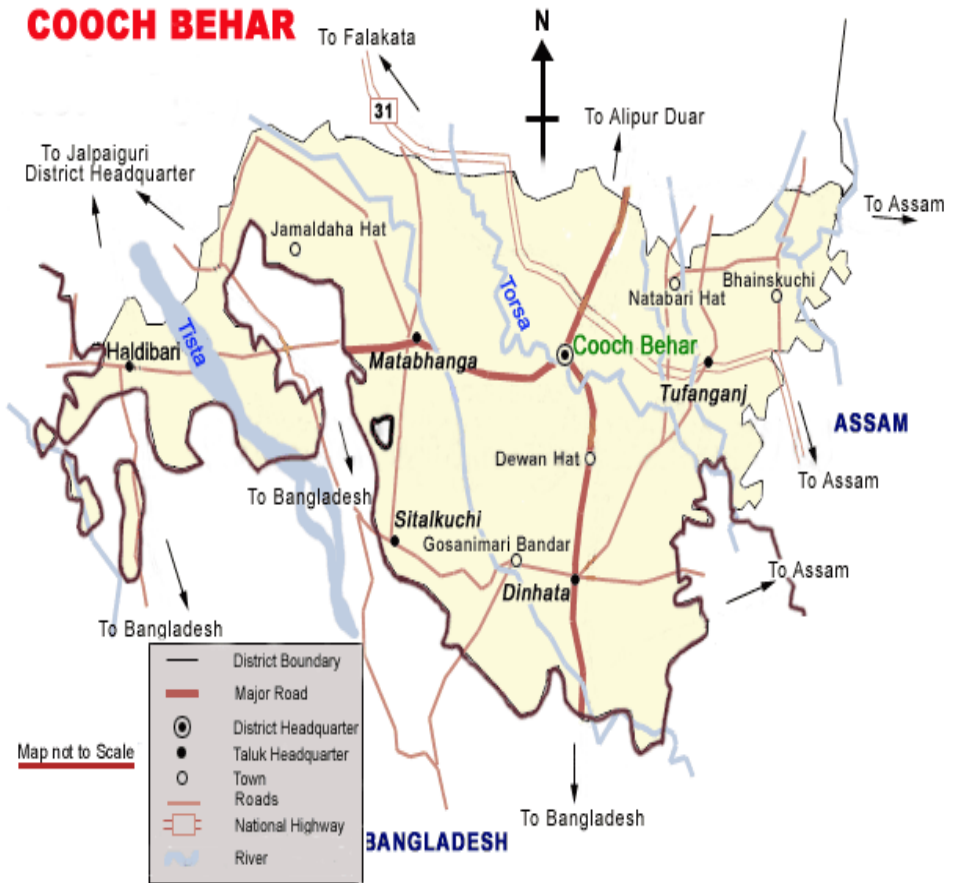 COOCH BEHAR
To Falakata
N
31
To Alipur Duar
To Jalpaiguri
District Headquarter
To Assam
Jamaldaha Hat
Bhainskuchi
Natabari Hat
Torsa
Tista
Haldibari
Matabhanga
Cooch Behar
Tufanganj
ASSAM
Dewan Hat
To Assam
To Bangladesh
Sitalkuchi
Gosanimari Bandar
To Assam
Dinhata
To Bangladesh
District Boundary
Major Road
District Headquarter
Map not to Scale
Taluk Headquarter
Town
Roads
National Highway
River
To Bangladesh
BANGLADESH